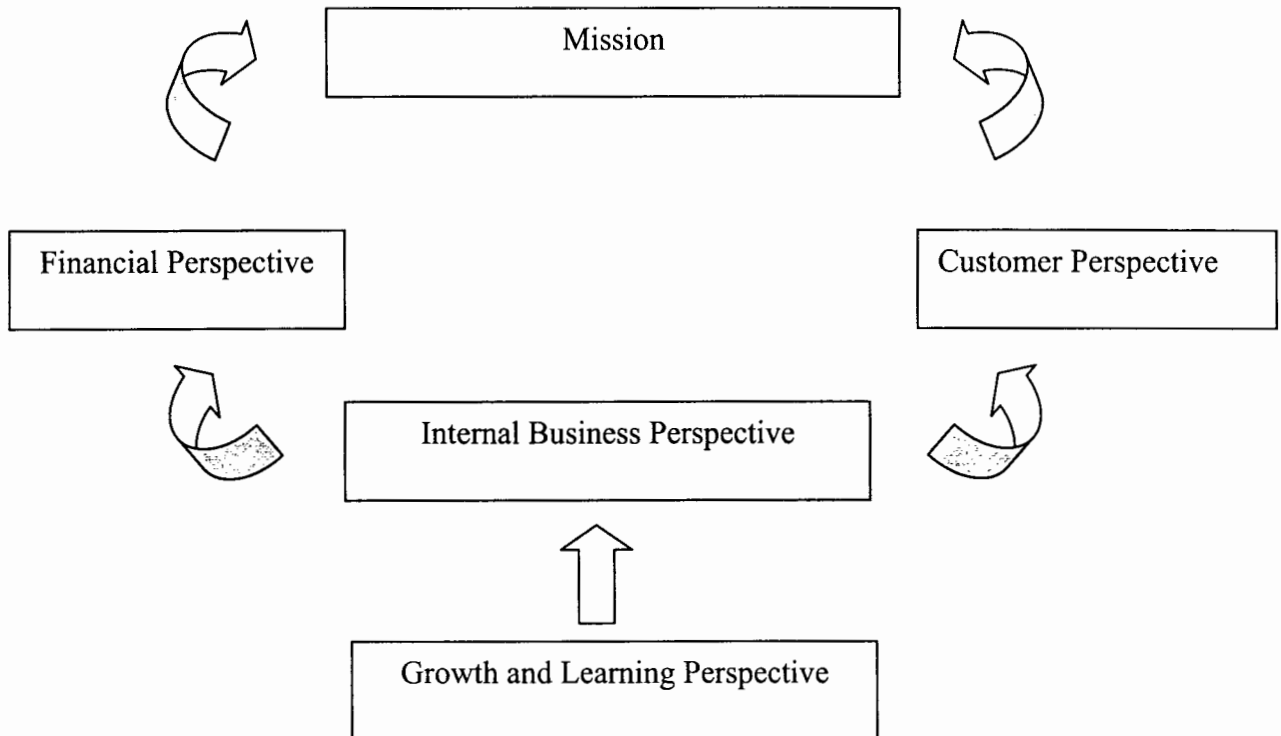 Mission
Financial Perspective
Customer Perspective
Internal Business Perspective
Growth and Learning Perspective